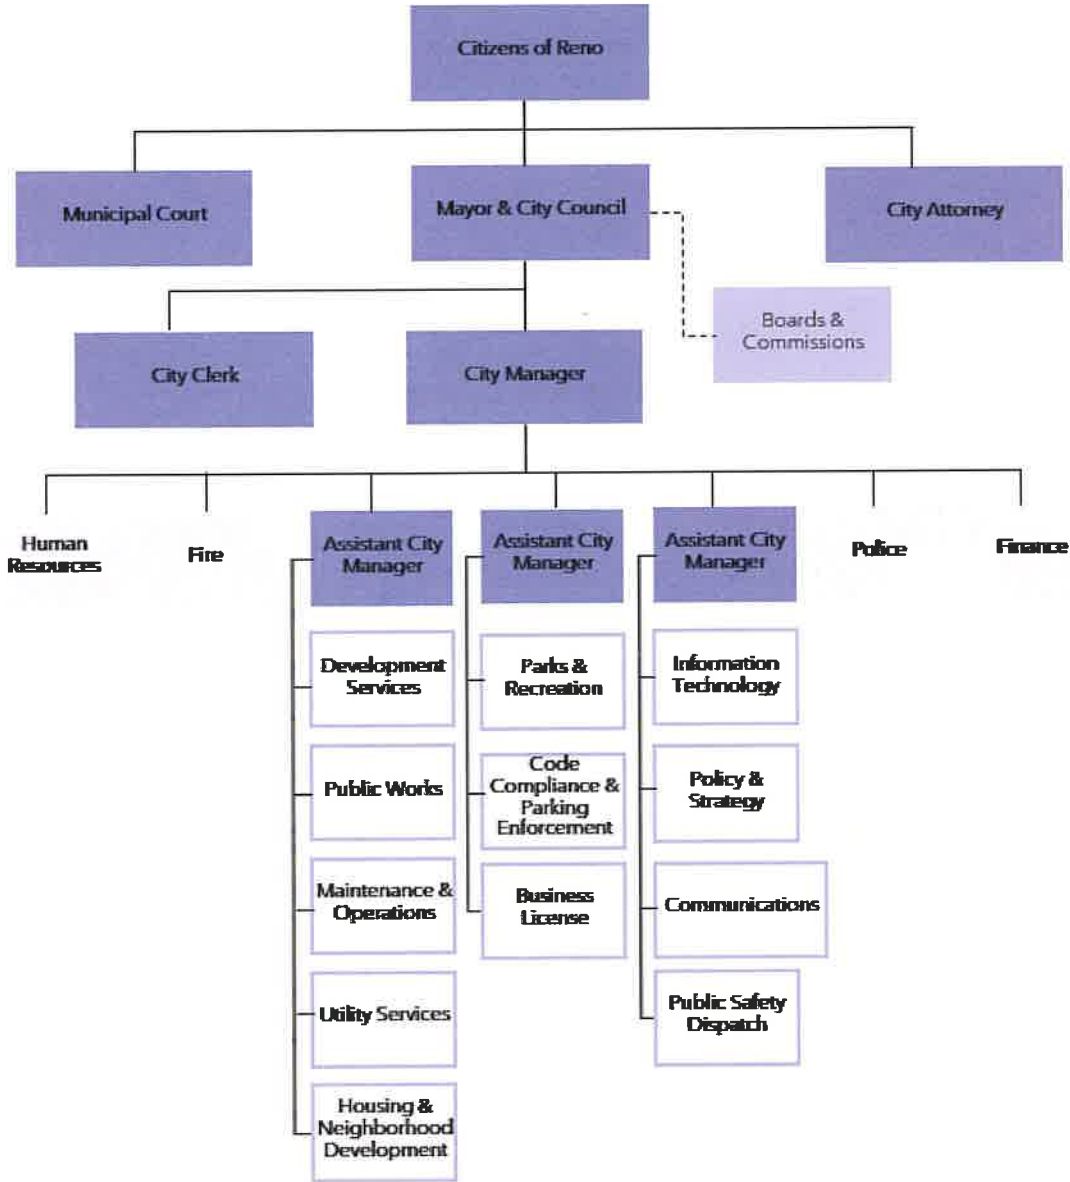 Citizens of Reno
Municipal Court
Mayor & City Council
City Attorney
Boards &
Commissions
City Clerk
City Manager
Human
Resources
Fire
Assistant City
Manager
Assistant City
Manager
Assistant City
Manager
Police
Finance
Development
Services
Parks &
Recreation
Information
Technology
Public Works
Code
Compliance &
Parking
Enforcement
Policy &
Strategy
Maintenance &
Operations
Business
License
Communications
Utility Services
Public Safety
Dispatch
Housing &
Neighborhood
Development